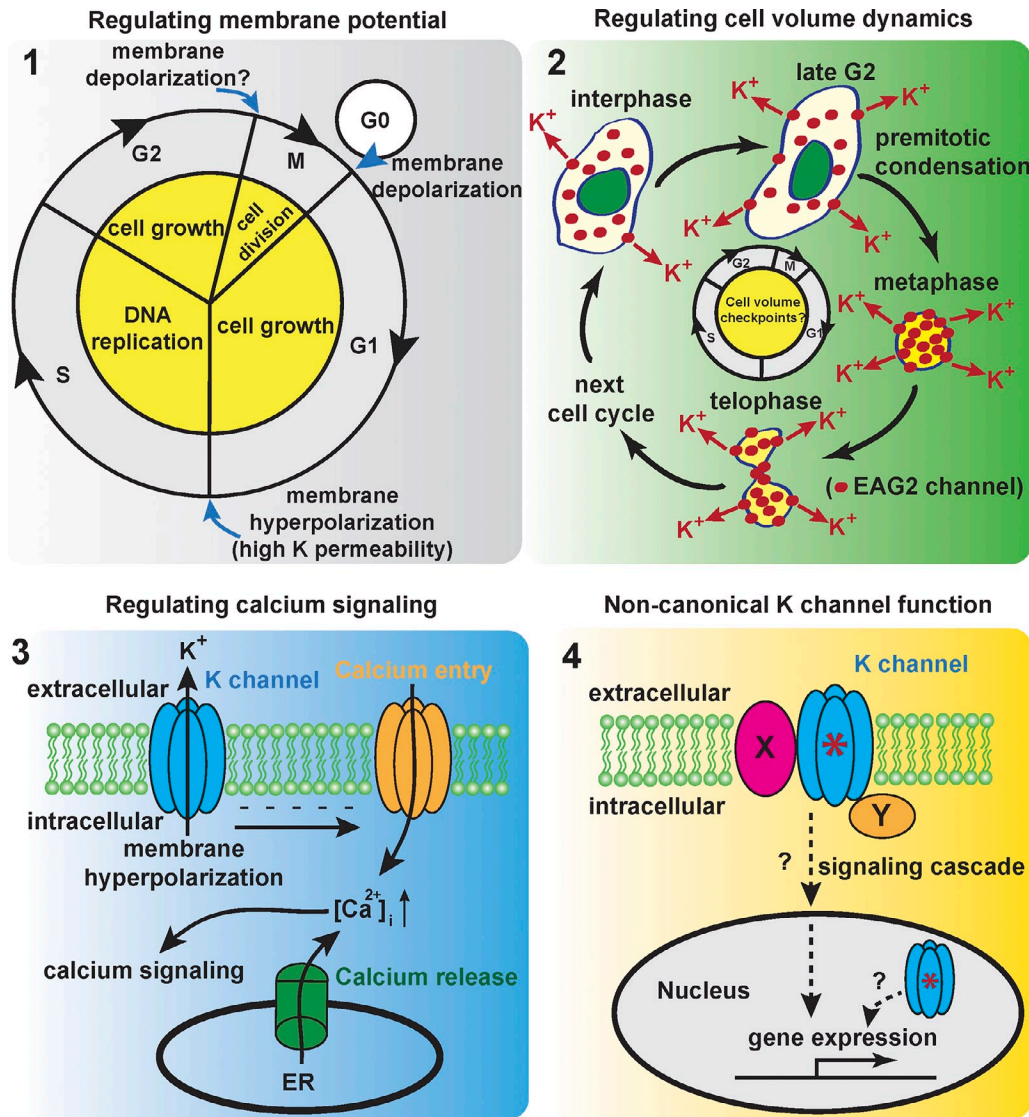 Regulating membrane potential
1
membrane
depolarization?
G0
G2
M
membrane
depolarization
cell growth
cell
division
DNA
replication
cell growth
S
G1
membrane
hyperpolarization
(high K permeability)
Regulating cell volume dynamics
2
late G2
K+
K+
interphase
K+
premitotic
condensation
K+
K+
K+
metaphase
G2
M
Cell volume
checkpoints?
S
G1
K+
K+
K+
K+
next
cell cycle
telophase
K+
K+
(EAG2 channel)
K+
K+
Regulating calcium signaling
3
K+
K channel
Calcium entry
extracellular
intracellular
- - - - -
membrane
hyperpolarization
[Ca2+]i
calcium signaling
Calcium release
ER
Non-canonical K channel function
4
K channel
extracellular
X
*
intracellular
Y
?
signaling cascade
Nucleus
?
*
gene expression